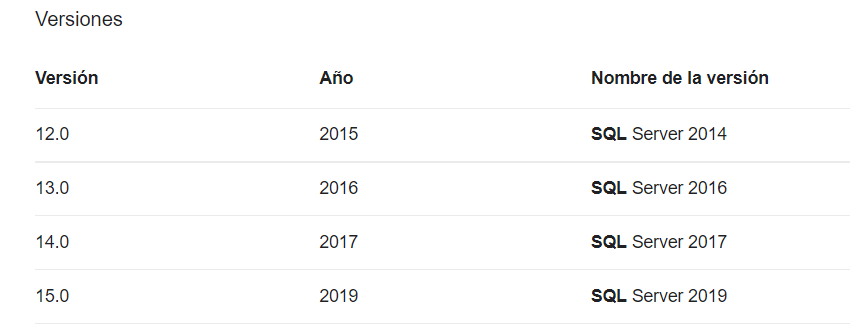 Versiones
Versión Año Nombre de la versión
12.0 2015 SQL Server 2014
13.0 2016 SQL Server 2016
14.0 2017 SQL Server 2017
15.0 2019 SQL Server 2019